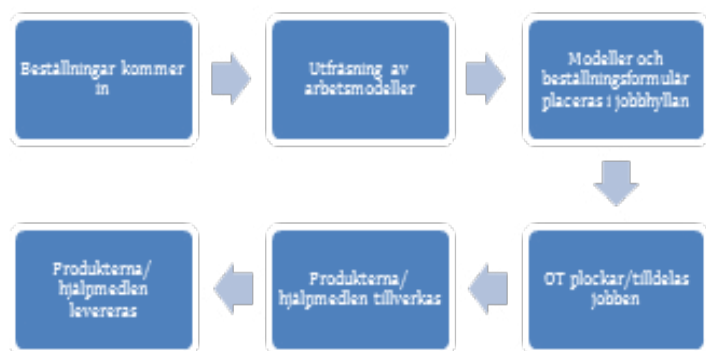 Beställningar kommer
in
Utfräsning av
arbetsmodeller
Modeller och
beställningsformulär
placeras i jobbhyllan
OT plockar/tilldelas
jobben
Produkterna/
hjälpmedlen tillverkas
Produkterna/
hjälpmedlen
levereras